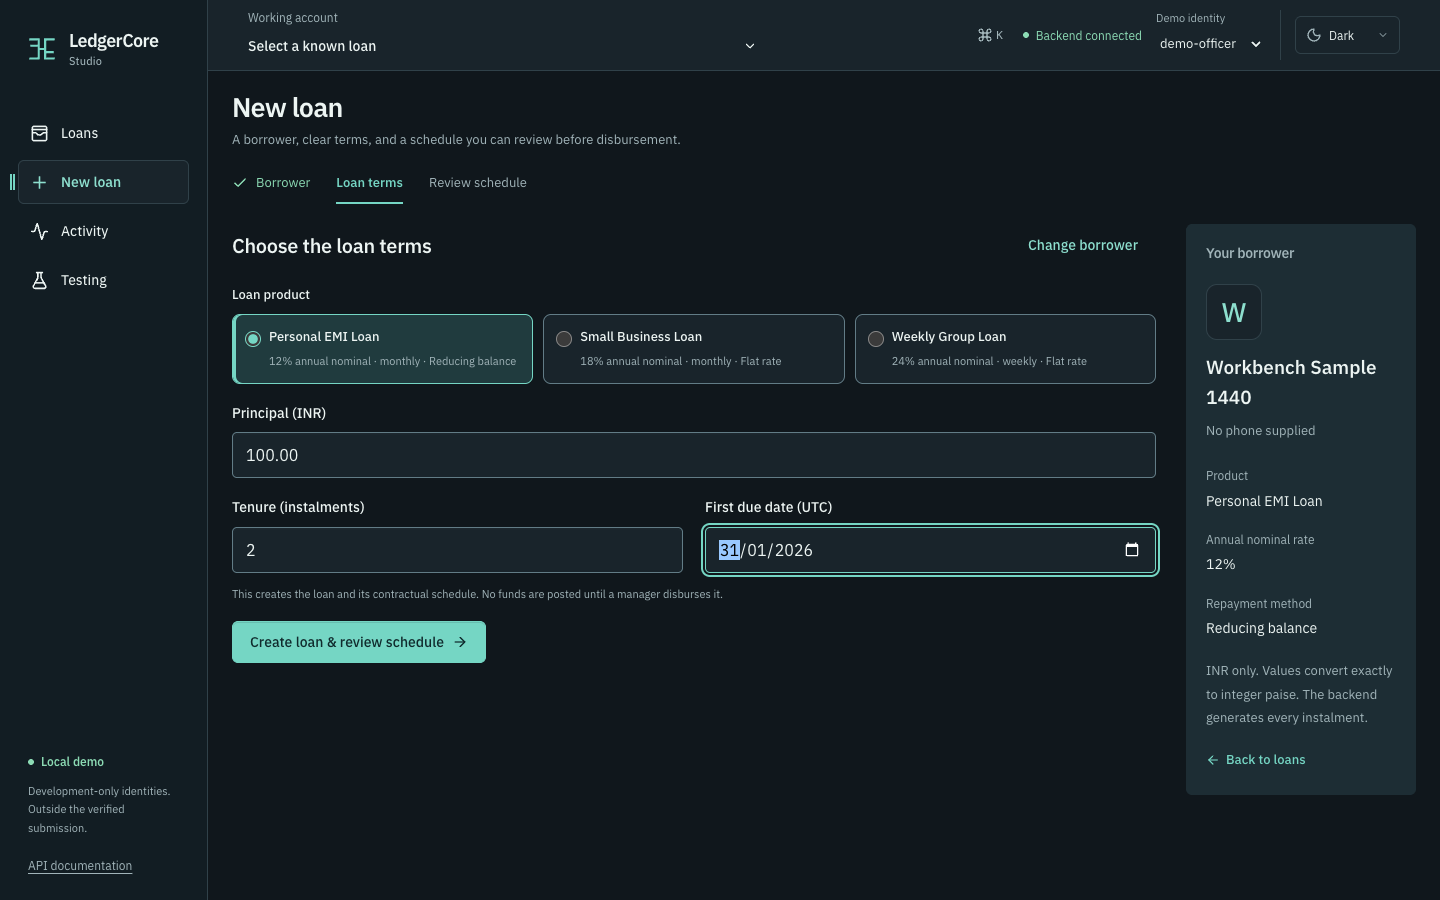 LedgerCore
Studio
Loans
New loan
Activity
Testing
Local demo
Development-only identities.
Outside the verified
submission.
API documentation
Working account
Select a known loan
⌘ K
Backend connected
Demo identity
demo-officer
Dark
New loan
A borrower, clear terms, and a schedule you can review before disbursement.
Borrower
Loan terms
Review schedule
Choose the loan terms
Change borrower
Loan product
Personal EMI Loan
12% annual nominal · monthly · Reducing balance
Small Business Loan
18% annual nominal · monthly · Flat rate
Weekly Group Loan
24% annual nominal · weekly · Flat rate
Principal (INR)
100.00
Tenure (instalments)
2
First due date (UTC)
31/01/2026
This creates the loan and its contractual schedule. No funds are posted until a manager disburses it.
Create loan & review schedule →
Your borrower
W
Workbench Sample
1440
No phone supplied
Product
Personal EMI Loan
Annual nominal rate
12%
Repayment method
Reducing balance
INR only. Values convert exactly
to integer paise. The backend
generates every instalment.
← Back to loans